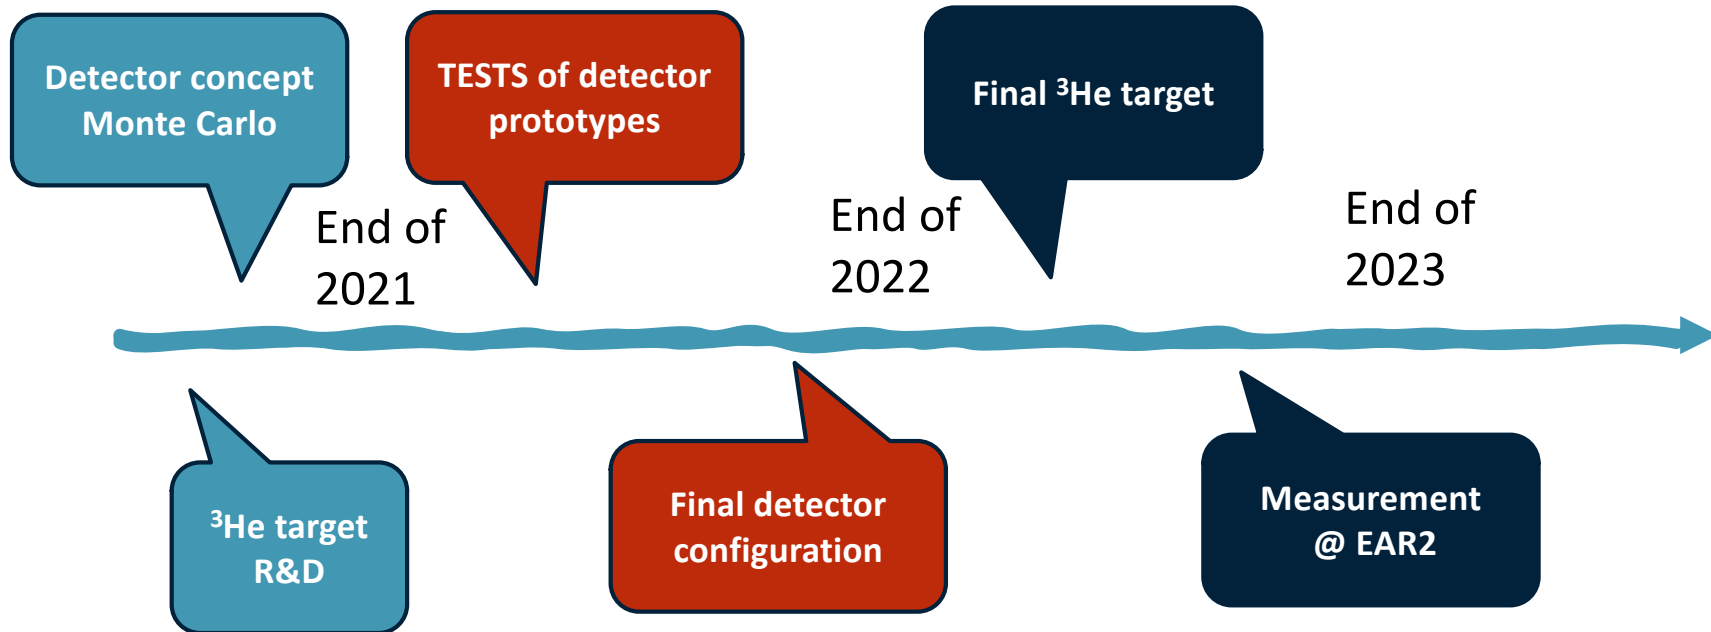 Detector concept
Monte Carlo
TESTS of detector
prototypes
Final ³He target
End of
2021
End of
2022
End of
2023
³He target
R&D
Final detector
configuration
Measurement
@ EAR2